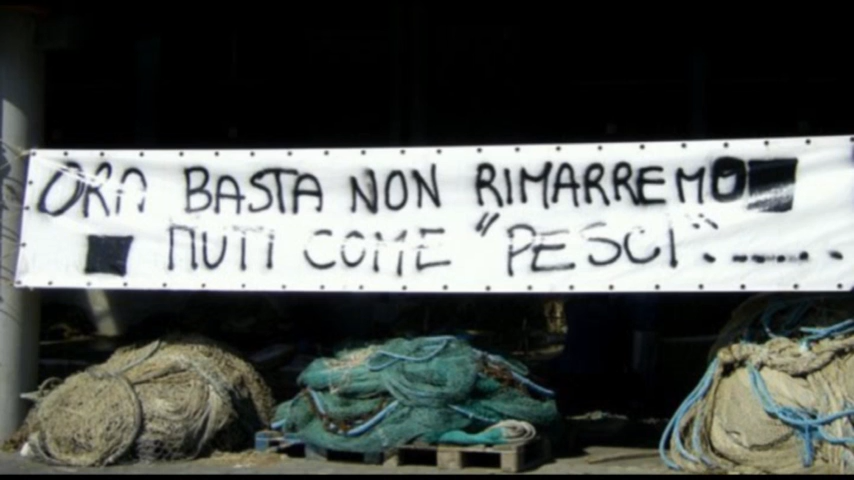 ORA BASTA NON RIMARREMO
MUTI COME "PESCI"......